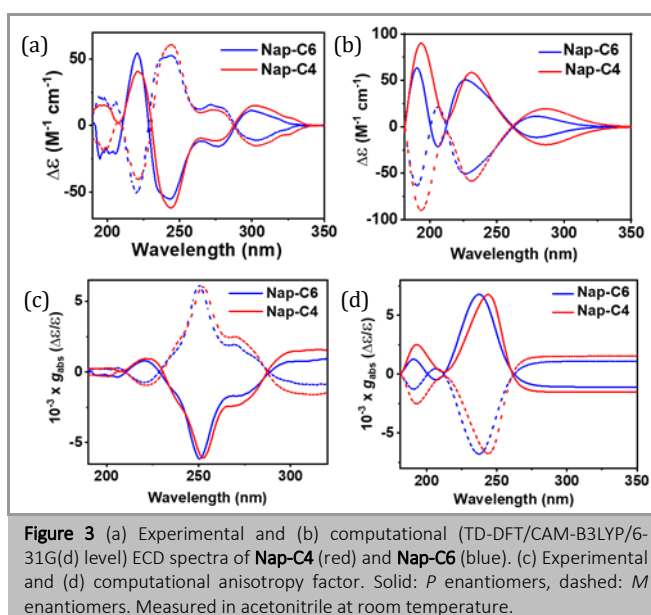 (a)
Nap-C6
Nap-C4
50
0
50
Δε (M⁻¹ cm⁻¹)
200 250 300 350
Wavelength (nm)
(b)
Nap-C6
Nap-C4
100
50
0
-50
-100
Δε (M⁻¹ cm⁻¹)
200 250 300 350
Wavelength (nm)
(c)
Nap-C6
Nap-C4
5
0
-5
10⁻³ x gabs (Δε/ε)
200 250 300
Wavelength (nm)
(d)
Nap-C6
Nap-C4
5
0
-5
10⁻³ x gabs (Δε/ε)
200 250 300 350
Wavelength (nm)
Figure 3 (a) Experimental and (b) computational (TD-DFT/CAM-B3LYP/6-
31G(d) level) ECD spectra of Nap-C4 (red) and Nap-C6 (blue). (c) Experimental
and (d) computational anisotropy factor. Solid: P enantiomers, dashed: M
enantiomers. Measured in acetonitrile at room temperature.